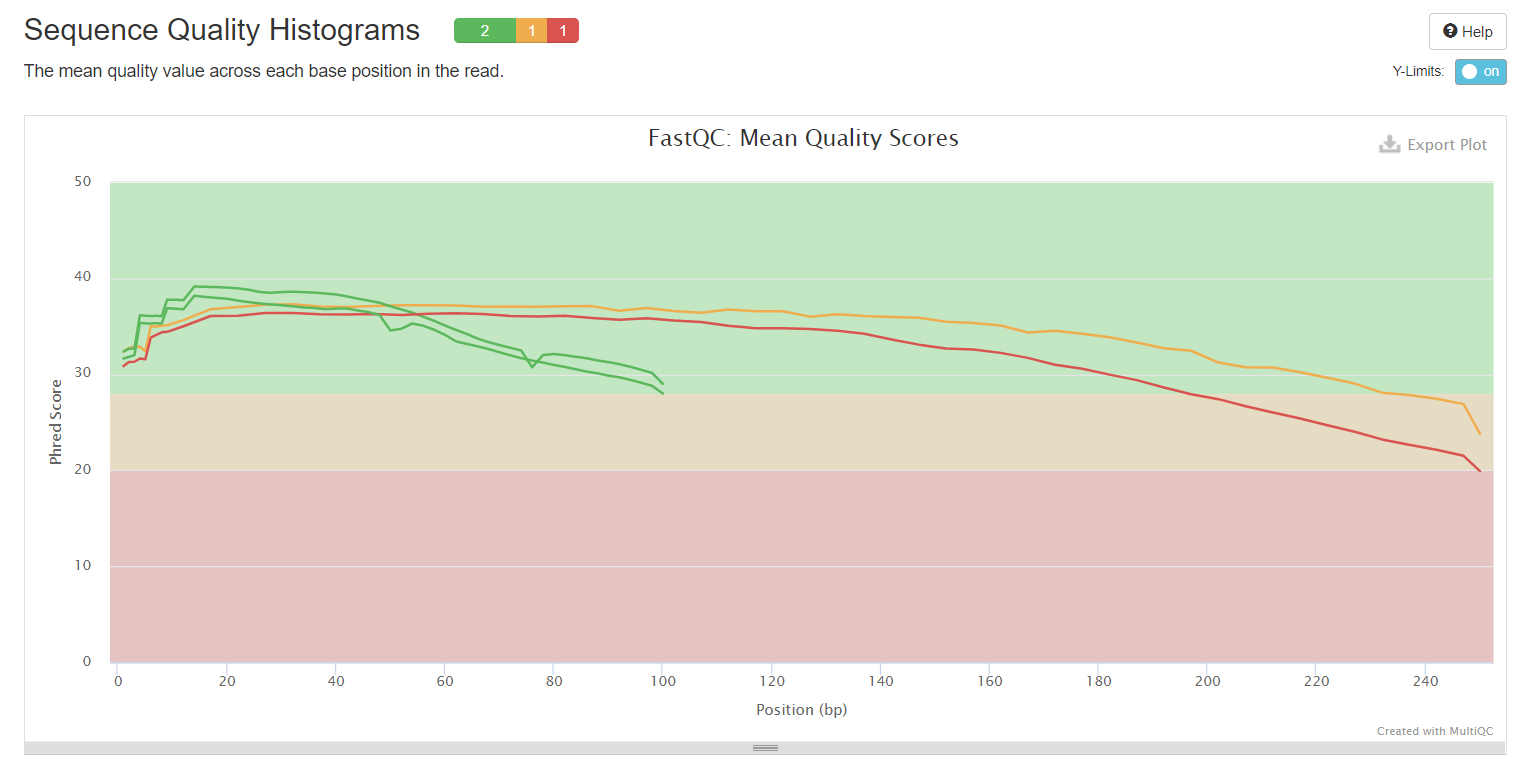 Sequence Quality Histograms 2 1 1
Help
The mean quality value across each base position in the read.
Y-Limits: on
FastQC: Mean Quality Scores
Export Plot
50
40
30
20
10
0
Phred Score
0 20 40 60 80 100 120 140 160 180 200 220 240
Position (bp)
Created with MultiQC